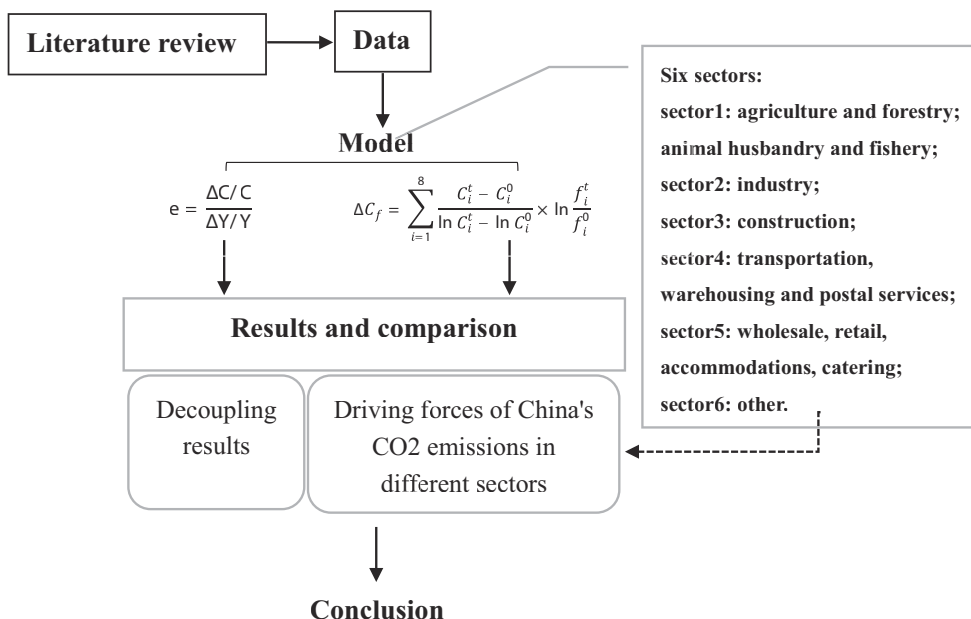 Literature review
Data
Model
e = ΔC/C / ΔY/Y
ΔC_f = ∑_{i=1}^{8} (C_i^t − C_i^0) / (ln C_i^t − ln C_i^0) × ln f_i^t / f_i^0
Six sectors:
sector1: agriculture and forestry;
animal husbandry and fishery;
sector2: industry;
sector3: construction;
sector4: transportation,
warehousing and postal services;
sector5: wholesale, retail,
accommodations, catering;
sector6: other.
Results and comparison
Decoupling
results
Driving forces of China's
CO2 emissions in
different sectors
Conclusion